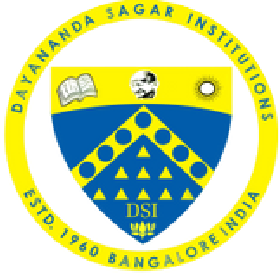 DAYANANDA SAGAR INSTITUTIONS
DSI
ESTD. 1960 BANGALORE INDIA